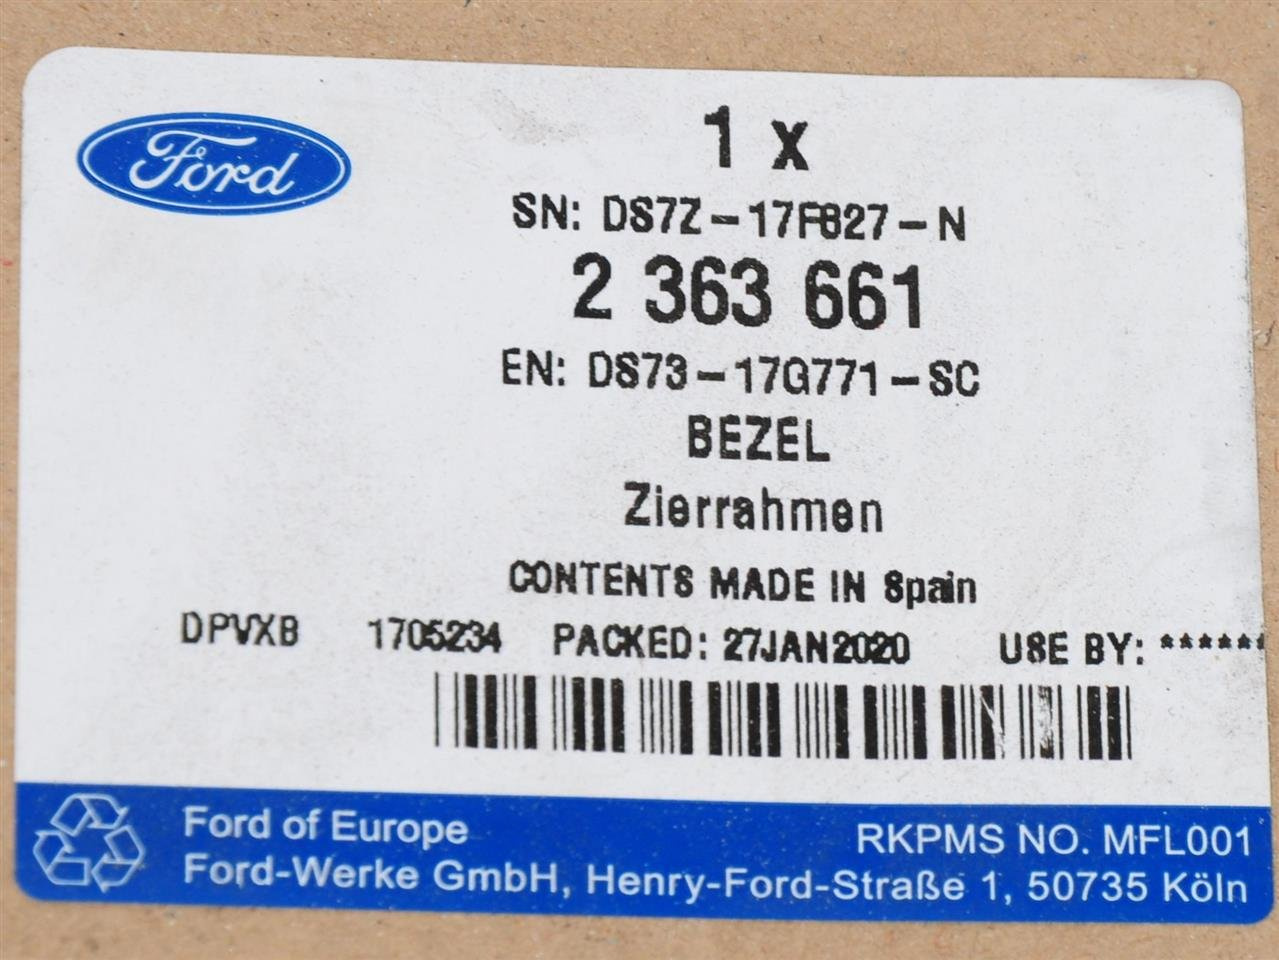 Ford
1 x
SN: DS7Z-17F827-N
2 363 661
EN: DS73-17G771-SC
BEZEL
Zierrahmen
CONTENTS MADE IN Spain
DPVXB 1705234 PACKED: 27JAN2020 USE BY: ******
Ford of Europe
RKPMS NO. MFL001
Ford-Werke GmbH, Henry-Ford-Straße 1, 50735 Köln